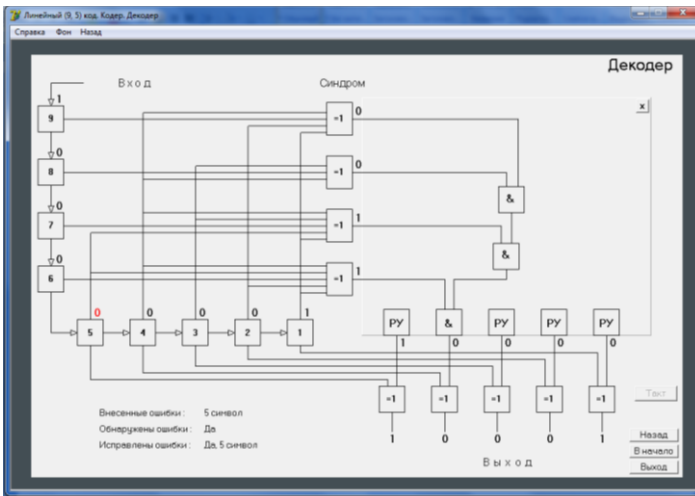 Линейный (9, 5) код. Кодер. Декодер
Справка Фон Назад
Декодер
Вход Синдром
x
1
9 =1 0
0
8 =1 0
&
0
7 =1 1
&
0
6 =1 1
0 0 0 0 1
5 4 3 2 1
РУ & РУ РУ РУ
1 0 0 0 0
=1 =1 =1 =1 =1
Такт
Внесенные ошибки : 5 символ
Обнаружены ошибки : Да
Исправлены ошибки : Да, 5 символ
1 0 0 0 1
Выход
Назад
В начало
Выход